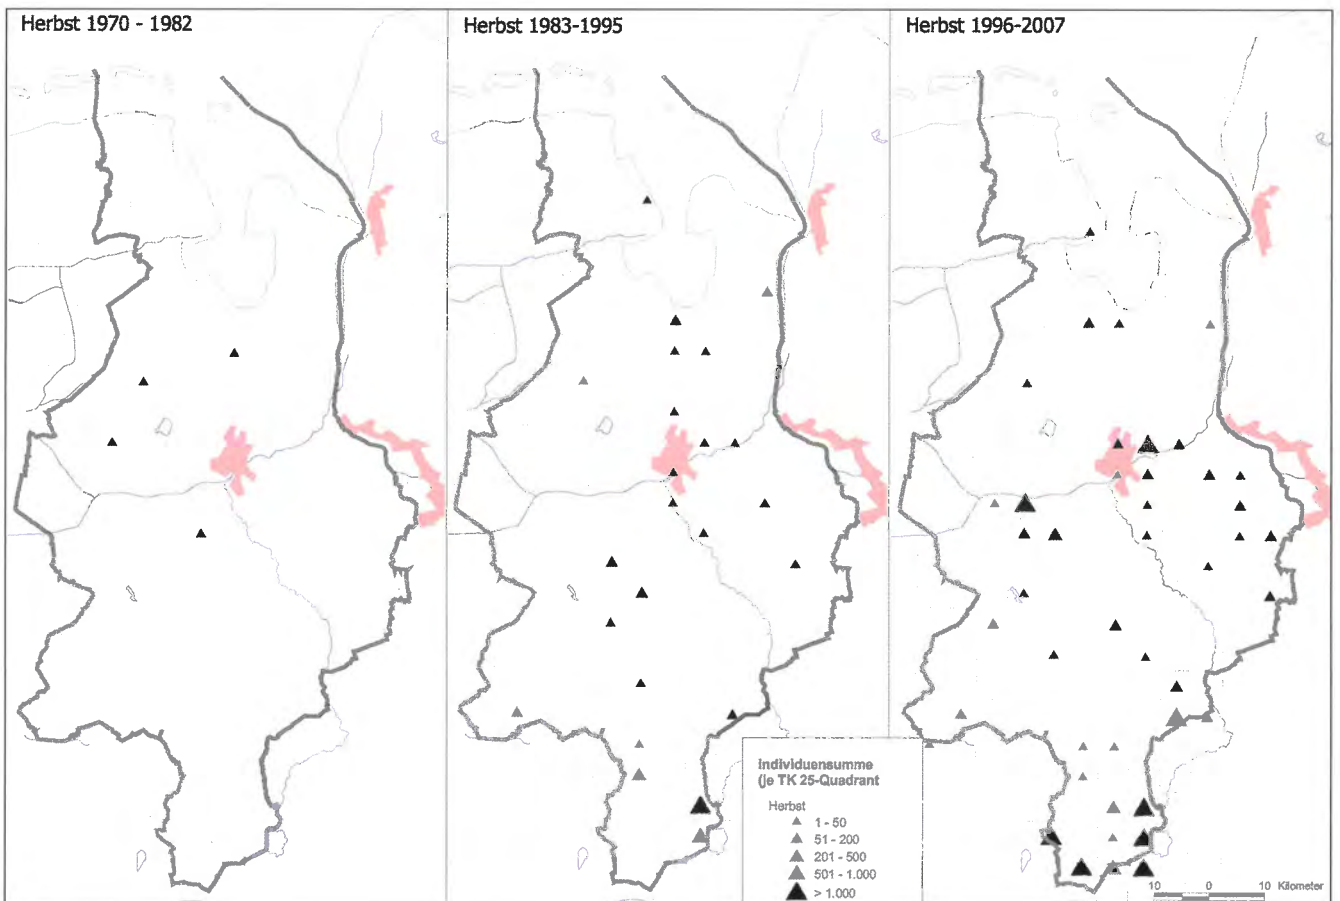 Herbst 1970 - 1982
Herbst 1983-1995
Herbst 1996-2007
Individuensumme
(je TK 25-Quadrant
Herbst
1 - 50
51 - 200
201 - 500
501 - 1.000
> 1.000
10 0 10 Kilometer